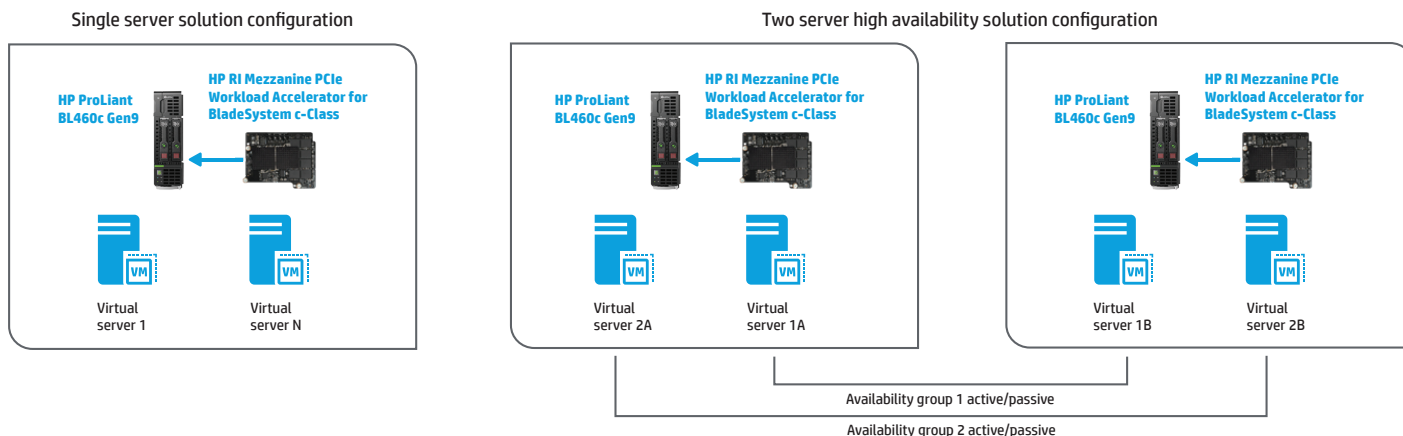 Single server solution configuration
Two server high availability solution configuration
HP ProLiant
BL460c Gen9
HP RI Mezzanine PCIe
Workload Accelerator for
BladeSystem c-Class
VM
VM
Virtual
server 1
Virtual
server N
HP ProLiant
BL460c Gen9
HP RI Mezzanine PCIe
Workload Accelerator for
BladeSystem c-Class
VM
VM
Virtual
server 2A
Virtual
server 1A
HP ProLiant
BL460c Gen9
HP RI Mezzanine PCIe
Workload Accelerator for
BladeSystem c-Class
VM
VM
Virtual
server 1B
Virtual
server 2B
Availability group 1 active/passive
Availability group 2 active/passive